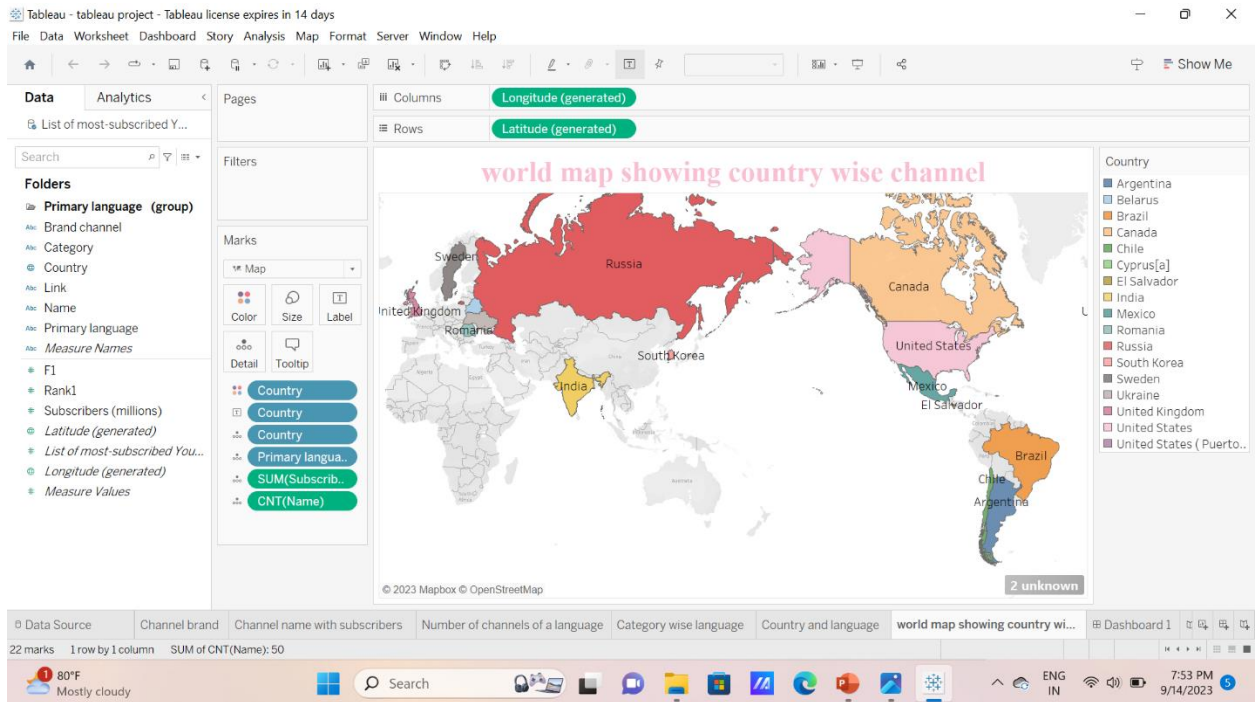 Tableau - tableau project - Tableau license expires in 14 days
File Data Worksheet Dashboard Story Analysis Map Format Server Window Help
Show Me
Data Analytics
List of most-subscribed Y...
Search
Folders
Primary language (group)
Abc Brand channel
Abc Category
Country
Abc Link
Abc Name
Abc Primary language
Abc Measure Names
# F1
# Rank1
# Subscribers (millions)
Latitude (generated)
# List of most-subscribed You...
Longitude (generated)
# Measure Values
Pages
Filters
Marks
Map
Color Size Label
Detail Tooltip
Country
Country
Country
Primary langua..
SUM(Subscrib..
CNT(Name)
Columns Longitude (generated)
Rows Latitude (generated)
world map showing country wise channel
Sweden
Russia
United Kingdom
Romania
South Korea
India
Canada
United States
Mexico
El Salvador
Brazil
Chile
Argentina
U
© 2023 Mapbox © OpenStreetMap
2 unknown
Country
Argentina
Belarus
Brazil
Canada
Chile
Cyprus[a]
El Salvador
India
Mexico
Romania
Russia
South Korea
Sweden
Ukraine
United Kingdom
United States
United States ( Puerto..
Data Source Channel brand Channel name with subscribers Number of channels of a language Category wise language Country and language world map showing country wi... Dashboard 1
22 marks 1 row by 1 column SUM of CNT(Name): 50
1
80°F
Mostly cloudy
Search
ENG
IN
7:53 PM
9/14/2023
5